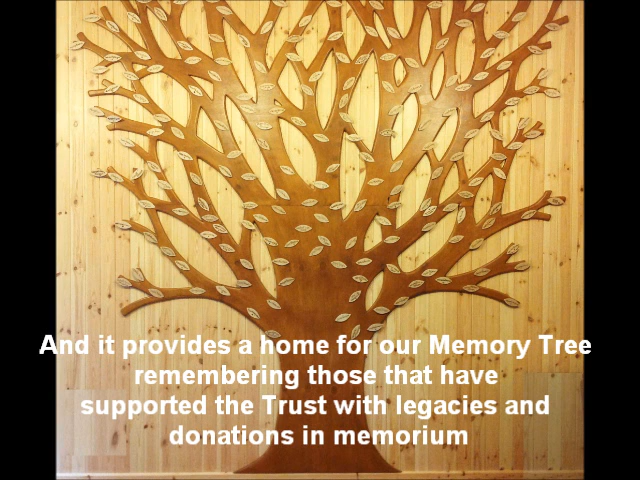 And it provides a home for our Memory Tree
remembering those that have
supported the Trust with legacies and
donations in memorium